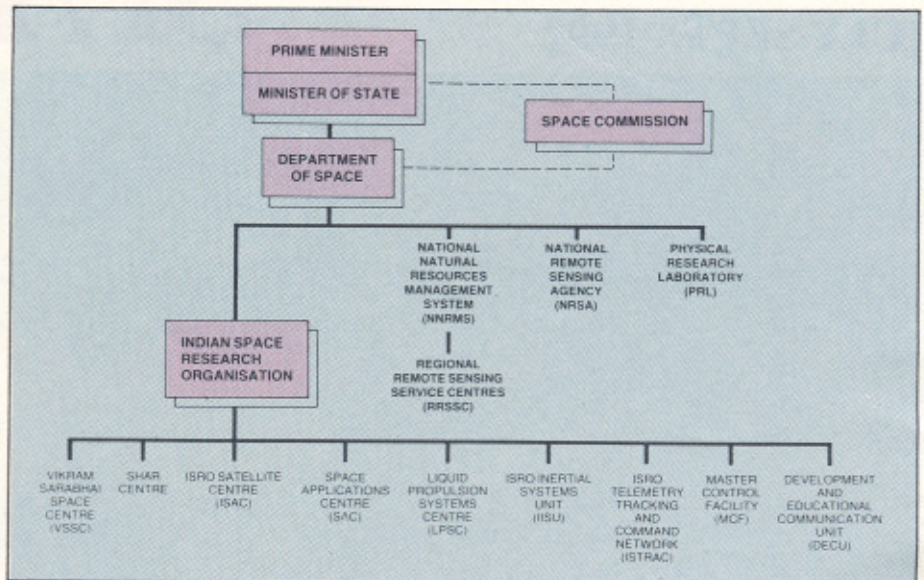 PRIME MINISTER
MINISTER OF STATE
SPACE COMMISSION
DEPARTMENT
OF SPACE
NATIONAL
NATURAL
RESOURCES
MANAGEMENT
SYSTEM
(NNRMS)
NATIONAL
REMOTE
SENSING
AGENCY
(NRSA)
PHYSICAL
RESEARCH
LABORATORY
(PRL)
INDIAN SPACE
RESEARCH
ORGANISATION
REGIONAL
REMOTE SENSING
SERVICE CENTRES
(RRSSC)
VIKRAM
SARABHAI
SPACE
CENTRE
(VSSC)
SHAR
CENTRE
ISRO SATELLITE
CENTRE
(ISAC)
SPACE
APPLICATIONS
CENTRE
(SAC)
LIQUID
PROPULSION
SYSTEMS
CENTRE
(LPSC)
ISRO INERTIAL
SYSTEMS
UNIT
(IISU)
ISRO
TELEMETRY
TRACKING
AND
COMMAND
NETWORK
(ISTRAC)
MASTER
CONTROL
FACILITY
(MCF)
DEVELOPMENT
AND
EDUCATIONAL
COMMUNICATION
UNIT
(DECU)